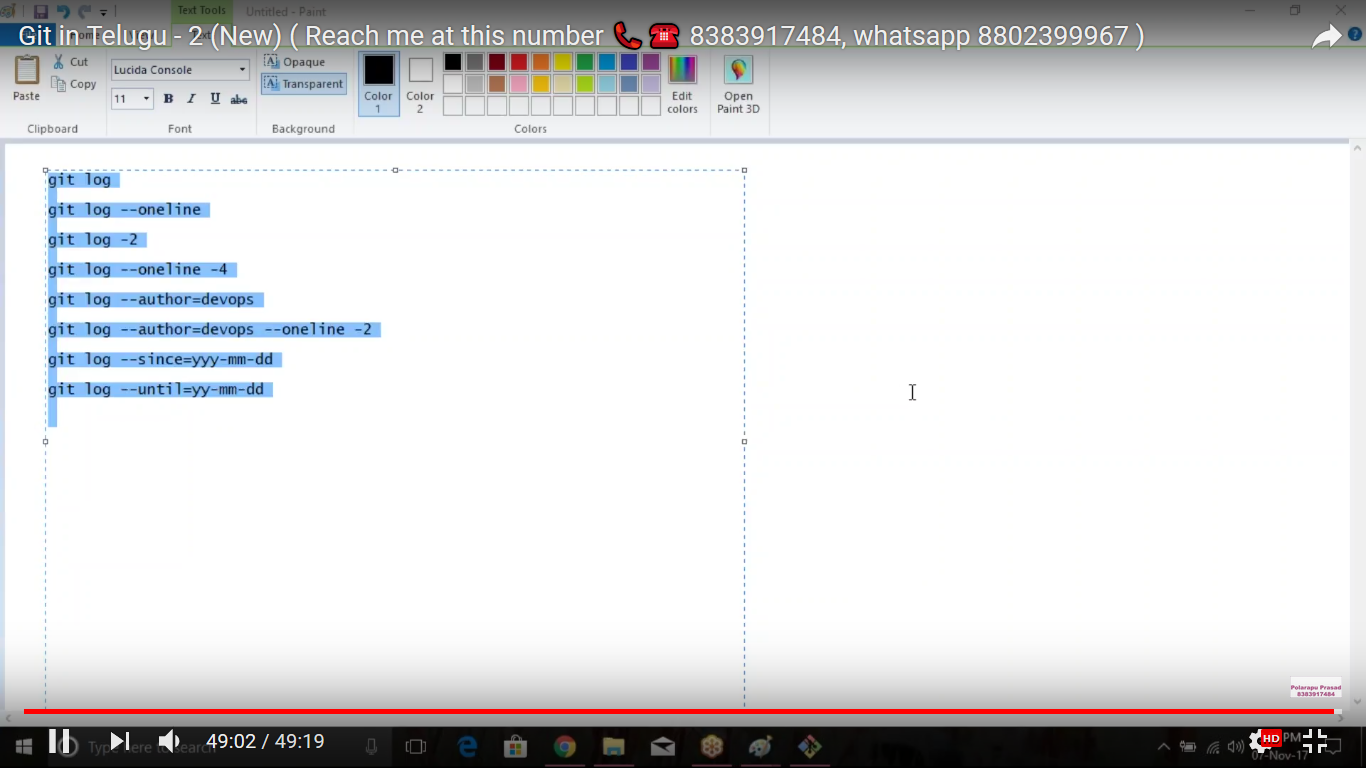 Text Tools
Untitled - Paint
Git in Telugu - 2 (New) ( Reach me at this number 📞 ☎️ 8383917484, whatsapp 8802399967 )
Paste
Cut
Copy
Clipboard
Lucida Console
11
B I U abc
Font
Opaque
Transparent
Background
Color 1
Color 2
Edit colors
Colors
Open Paint 3D
git log
git log --oneline
git log -2
git log --oneline -4
git log --author=devops
git log --author=devops --oneline -2
git log --since=yyy-mm-dd
git log --until=yy-mm-dd
Polarapu Prasad
8383917484
Type here to search
49:02 / 49:19
HD
PM
07-Nov-17